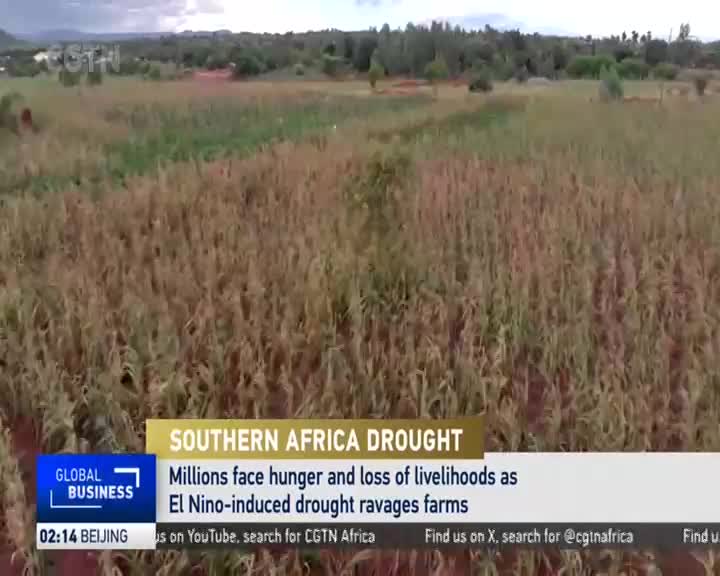 CGTN
SOUTHERN AFRICA DROUGHT
GLOBAL
BUSINESS
Millions face hunger and loss of livelihoods as
El Nino-induced drought ravages farms
02:14 BEIJING
us on YouTube, search for CGTN Africa Find us on X, search for @cgtnafrica Find u